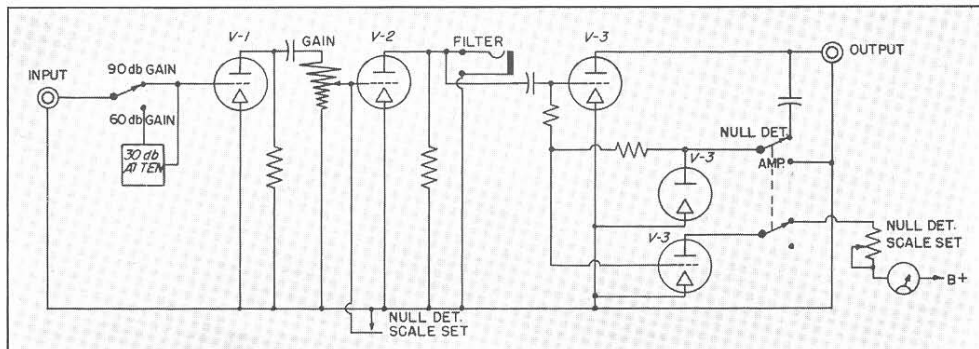 INPUT
90 db GAIN
60 db GAIN
30 db
ATTEN
V-1
GAIN
V-2
FILTER
V-3
OUTPUT
NULL DET.
AMP.
V-3
V-3
NULL DET.
SCALE SET
B+
NULL DET.
SCALE SET